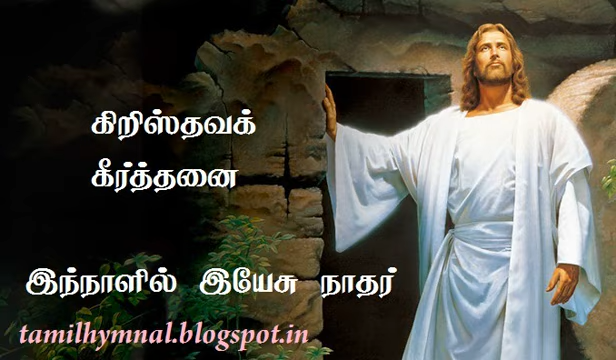 கிறிஸ்தவக்
கீர்த்தனை
இந்நாளில் இயேசு நாதர்
tamilhymnal.blogspot.in